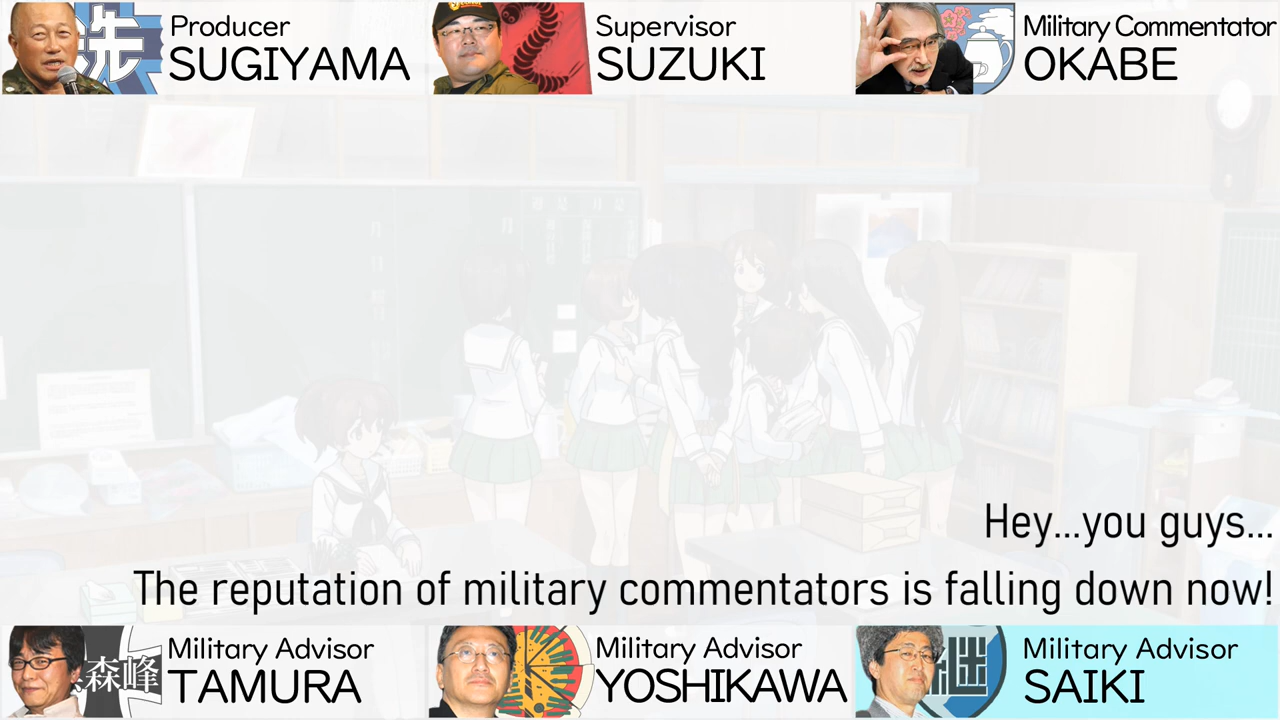 洗
Producer
SUGIYAMA
Supervisor
SUZUKI
Military Commentator
OKABE
Hey...you guys...
The reputation of military commentators is falling down now!
森峰
Military Advisor
TAMURA
Military Advisor
YOSHIKAWA
継
Military Advisor
SAIKI